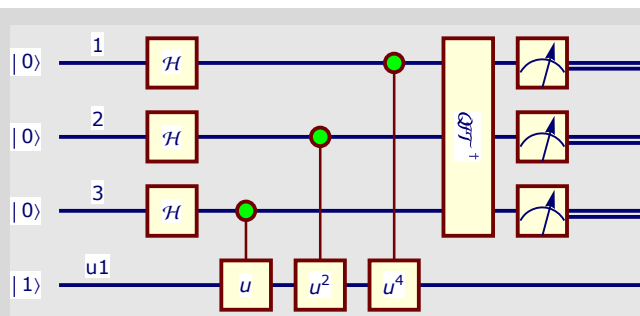 1
|0⟩ ℋ
2
|0⟩ ℋ QFT†
3
|0⟩ ℋ
u1
|1⟩ u u² u⁴